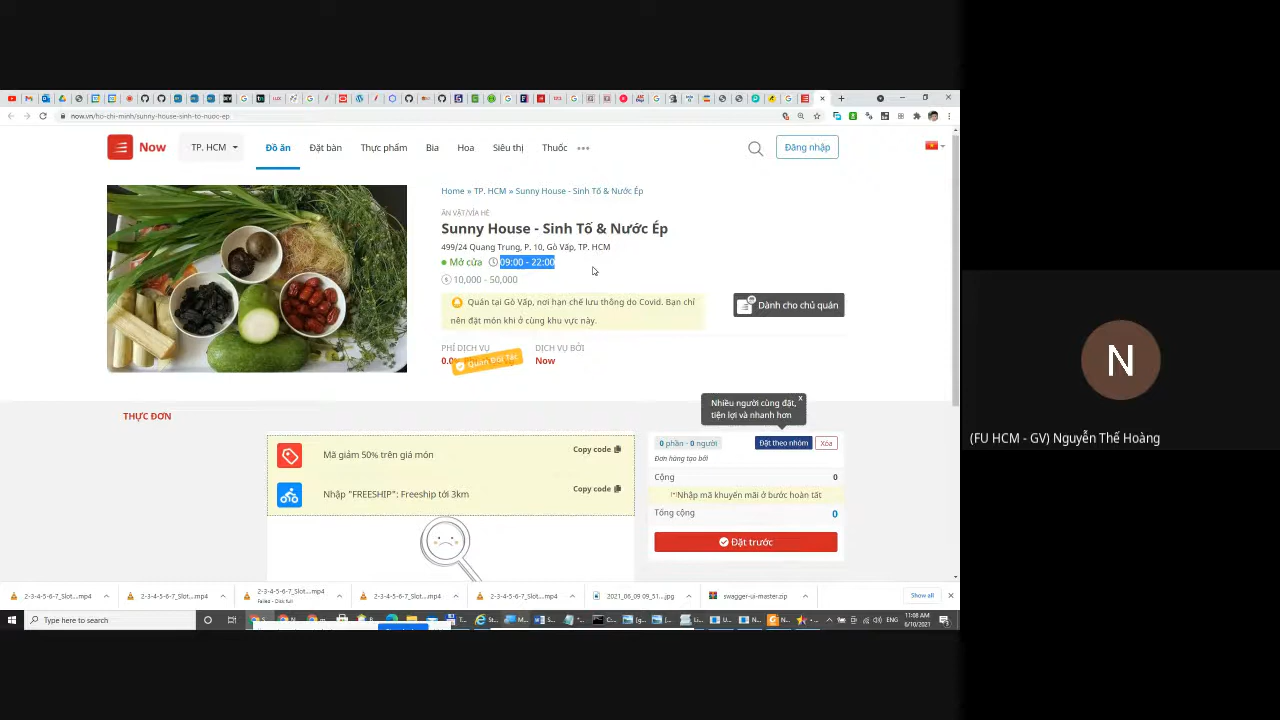 now.vn/ho-chi-minh/sunny-house-sinh-to-nuoc-ep
Now
TP. HCM
Đồ ăn
Đặt bàn
Thực phẩm
Bia
Hoa
Siêu thị
Thuốc
Đăng nhập
Home » TP. HCM » Sunny House - Sinh Tố & Nước Ép
ĂN VẶT/VỈA HÈ
Sunny House - Sinh Tố & Nước Ép
499/24 Quang Trung, P. 10, Gò Vấp, TP. HCM
Mở cửa 09:00 - 22:00
10,000 - 50,000
Quán tại Gò Vấp, nơi hạn chế lưu thông do Covid. Bạn chỉ
nên đặt món khi ở cùng khu vực này.
Dành cho chủ quán
PHÍ DỊCH VỤ
DỊCH VỤ BỞI
Quán Đối Tác
Now
THỰC ĐƠN
Nhiều người cùng đặt,
tiện lợi và nhanh hơn
x
Mã giảm 50% trên giá món
Copy code
Nhập "FREESHIP": Freeship tới 3km
Copy code
0 phần - 0 người
Đặt theo nhóm
Xóa
Đơn hàng tạo bởi
Cộng 0
Nhập mã khuyến mãi ở bước hoàn tất
Tổng cộng 0
Đặt trước
2-3-4-5-6-7_Slot....mp4
2-3-4-5-6-7_Slot....mp4
2-3-4-5-6-7_Slot....mp4
Failed - Disk full
2-3-4-5-6-7_Slot....mp4
2-3-4-5-6-7_Slot....mp4
2021_06_09 09_51....jpg
swagger-ui-master.zip
Show all
Type here to search
ENG
11:08 AM
6/10/2021
N
(FU HCM - GV) Nguyễn Thế Hoàng